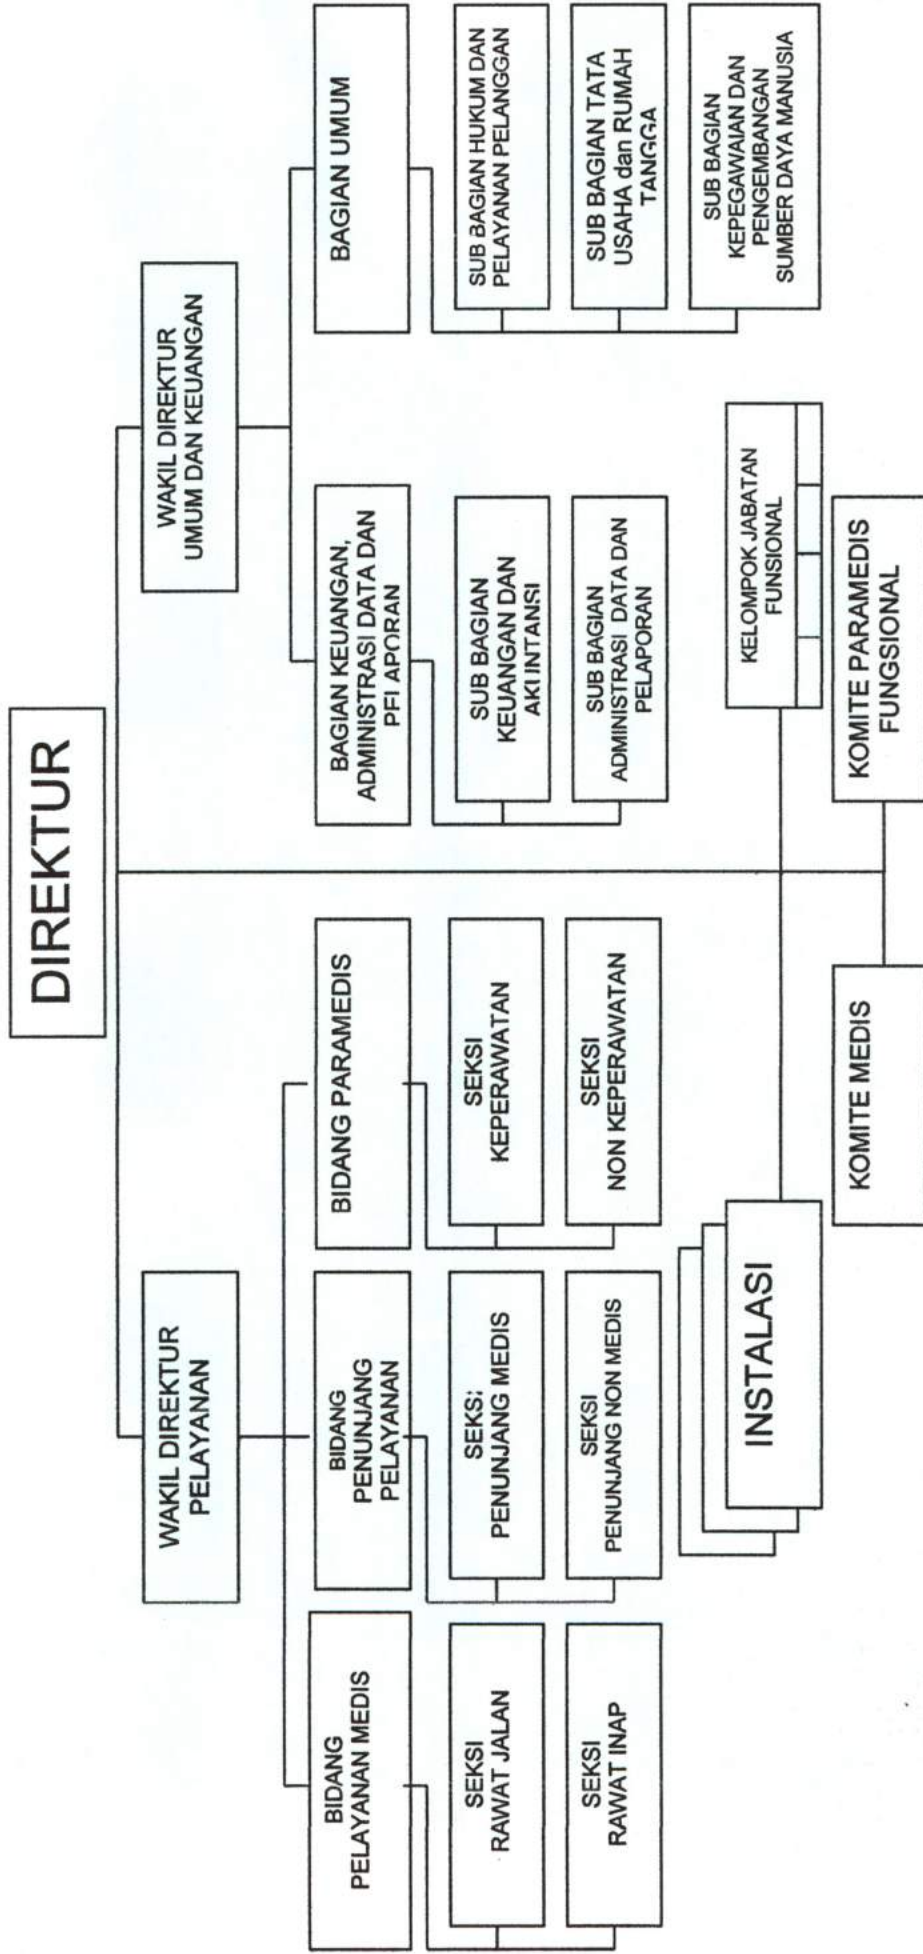 DIREKTUR
WAKIL DIREKTUR
PELAYANAN
WAKIL DIREKTUR
UMUM DAN KEUANGAN
BIDANG
PELAYANAN MEDIS
BIDANG
PENUNJANG
PELAYANAN
BIDANG PARAMEDIS
BAGIAN KEUANGAN,
ADMINISTRASI DATA DAN
PELAPORAN
BAGIAN UMUM
SEKSI
RAWAT JALAN
SEKSI
PENUNJANG MEDIS
SEKSI
KEPERAWATAN
SUB BAGIAN
KEUANGAN DAN
AKUNTANSI
SUB BAGIAN HUKUM DAN
PELAYANAN PELANGGAN
SEKSI
RAWAT INAP
SEKSI
PENUNJANG NON MEDIS
SEKSI
NON KEPERAWATAN
SUB BAGIAN
ADMINISTRASI DATA DAN
PELAPORAN
SUB BAGIAN TATA
USAHA dan RUMAH
TANGGA
SUB BAGIAN
KEPEGAWAIAN DAN
PENGEMBANGAN
SUMBER DAYA MANUSIA
INSTALASI
KELOMPOK JABATAN
FUNSIONAL
KOMITE MEDIS
KOMITE PARAMEDIS
FUNGSIONAL